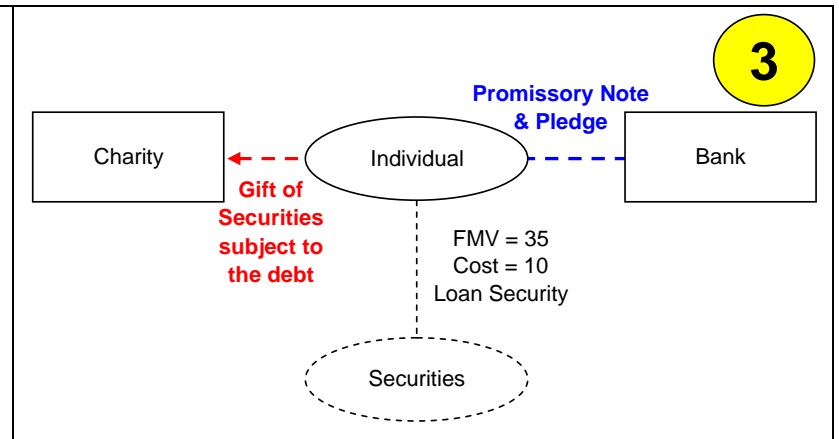 3
Promissory Note
& Pledge
Charity
Individual
Bank
Gift of
Securities
subject to
the debt
FMV = 35
Cost = 10
Loan Security
Securities